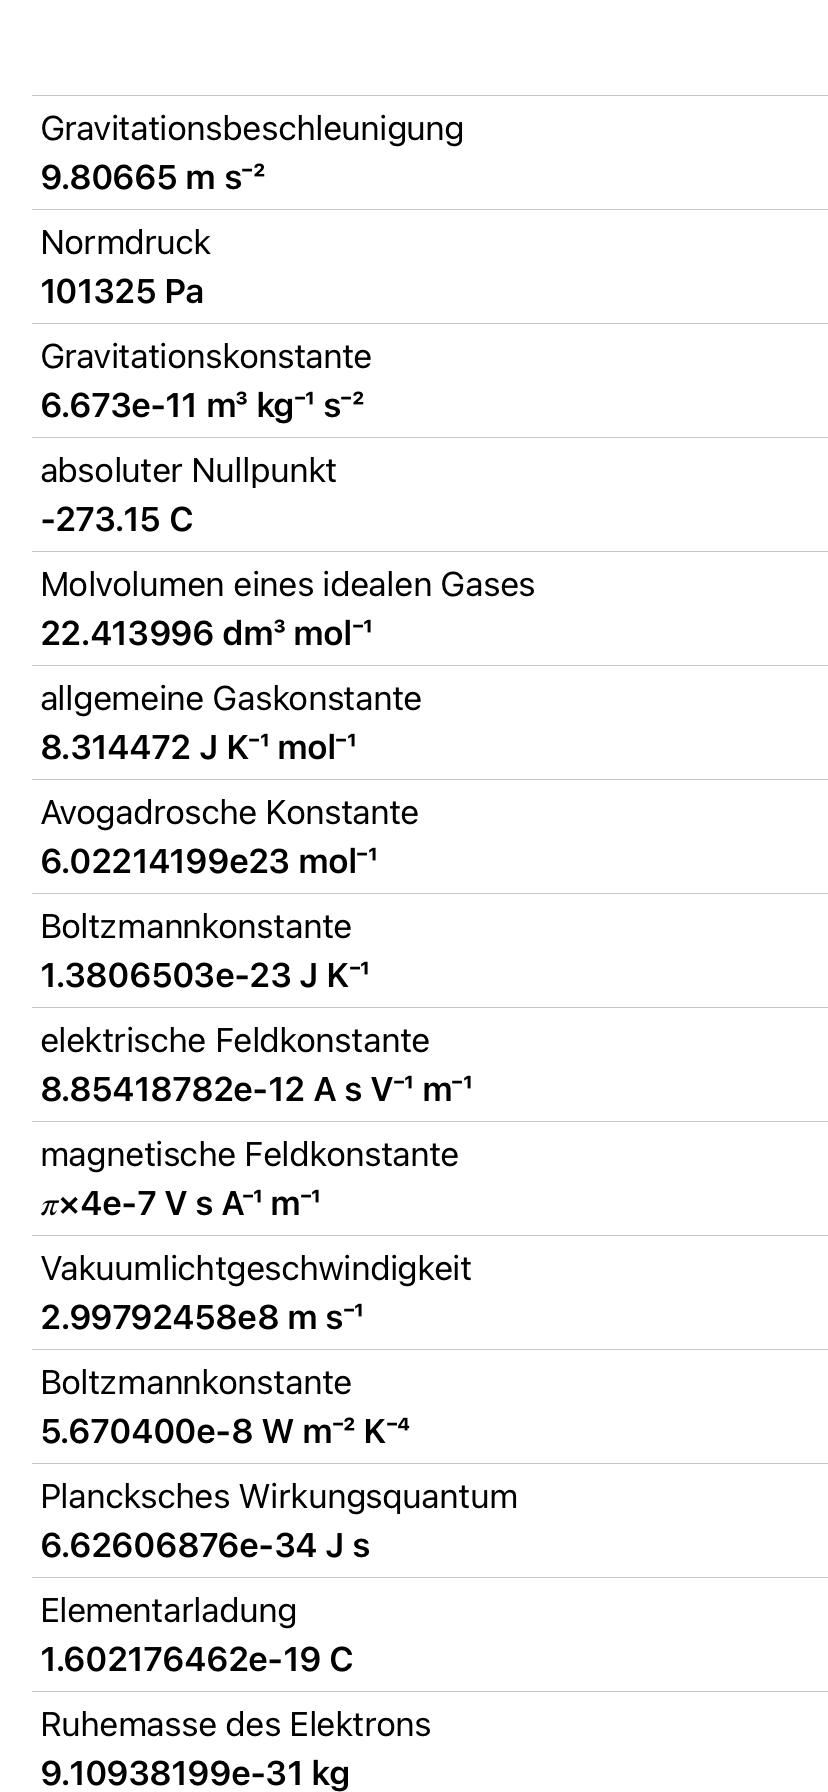 Gravitationsbeschleunigung
9.80665 m s⁻²
Normdruck
101325 Pa
Gravitationskonstante
6.673e-11 m³ kg⁻¹ s⁻²
absoluter Nullpunkt
-273.15 C
Molvolumen eines idealen Gases
22.413996 dm³ mol⁻¹
allgemeine Gaskonstante
8.314472 J K⁻¹ mol⁻¹
Avogadrosche Konstante
6.02214199e23 mol⁻¹
Boltzmannkonstante
1.3806503e-23 J K⁻¹
elektrische Feldkonstante
8.85418782e-12 A s V⁻¹ m⁻¹
magnetische Feldkonstante
𝜋×4e-7 V s A⁻¹ m⁻¹
Vakuumlichtgeschwindigkeit
2.99792458e8 m s⁻¹
Boltzmannkonstante
5.670400e-8 W m⁻² K⁻⁴
Plancksches Wirkungsquantum
6.62606876e-34 J s
Elementarladung
1.602176462e-19 C
Ruhemasse des Elektrons
9.10938199e-31 kg